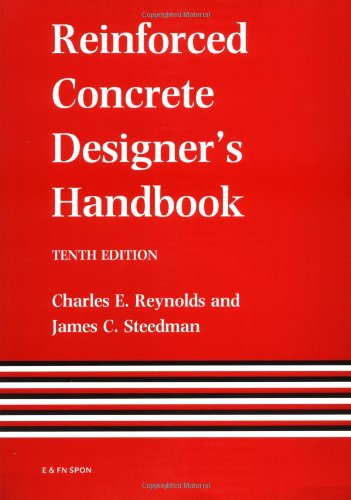 Reinforced
Concrete
Designer's
Handbook
TENTH EDITION
Charles E. Reynolds and
James C. Steedman
E & FN SPON